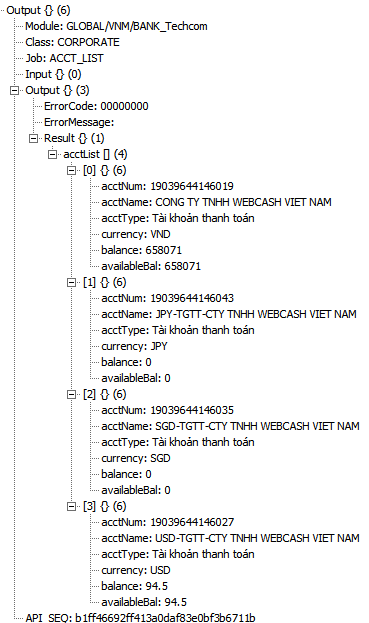 Output {} (6)
Module: GLOBAL/VNM/BANK_Techcom
Class: CORPORATE
Job: ACCT_LIST
Input {} (0)
Output {} (3)
ErrorCode: 00000000
ErrorMessage:
Result {} (1)
acctList [] (4)
[0] {} (6)
acctNum: 19039644146019
acctName: CONG TY TNHH WEBCASH VIET NAM
acctType: Tài khoản thanh toán
currency: VND
balance: 658071
availableBal: 658071
[1] {} (6)
acctNum: 19039644146043
acctName: JPY-TGTT-CTY TNHH WEBCASH VIET NAM
acctType: Tài khoản thanh toán
currency: JPY
balance: 0
availableBal: 0
[2] {} (6)
acctNum: 19039644146035
acctName: SGD-TGTT-CTY TNHH WEBCASH VIET NAM
acctType: Tài khoản thanh toán
currency: SGD
balance: 0
availableBal: 0
[3] {} (6)
acctNum: 19039644146027
acctName: USD-TGTT-CTY TNHH WEBCASH VIET NAM
acctType: Tài khoản thanh toán
currency: USD
balance: 94.5
availableBal: 94.5
API_SEQ: b1ff46692ff413a0daf83e0bf3b6711b